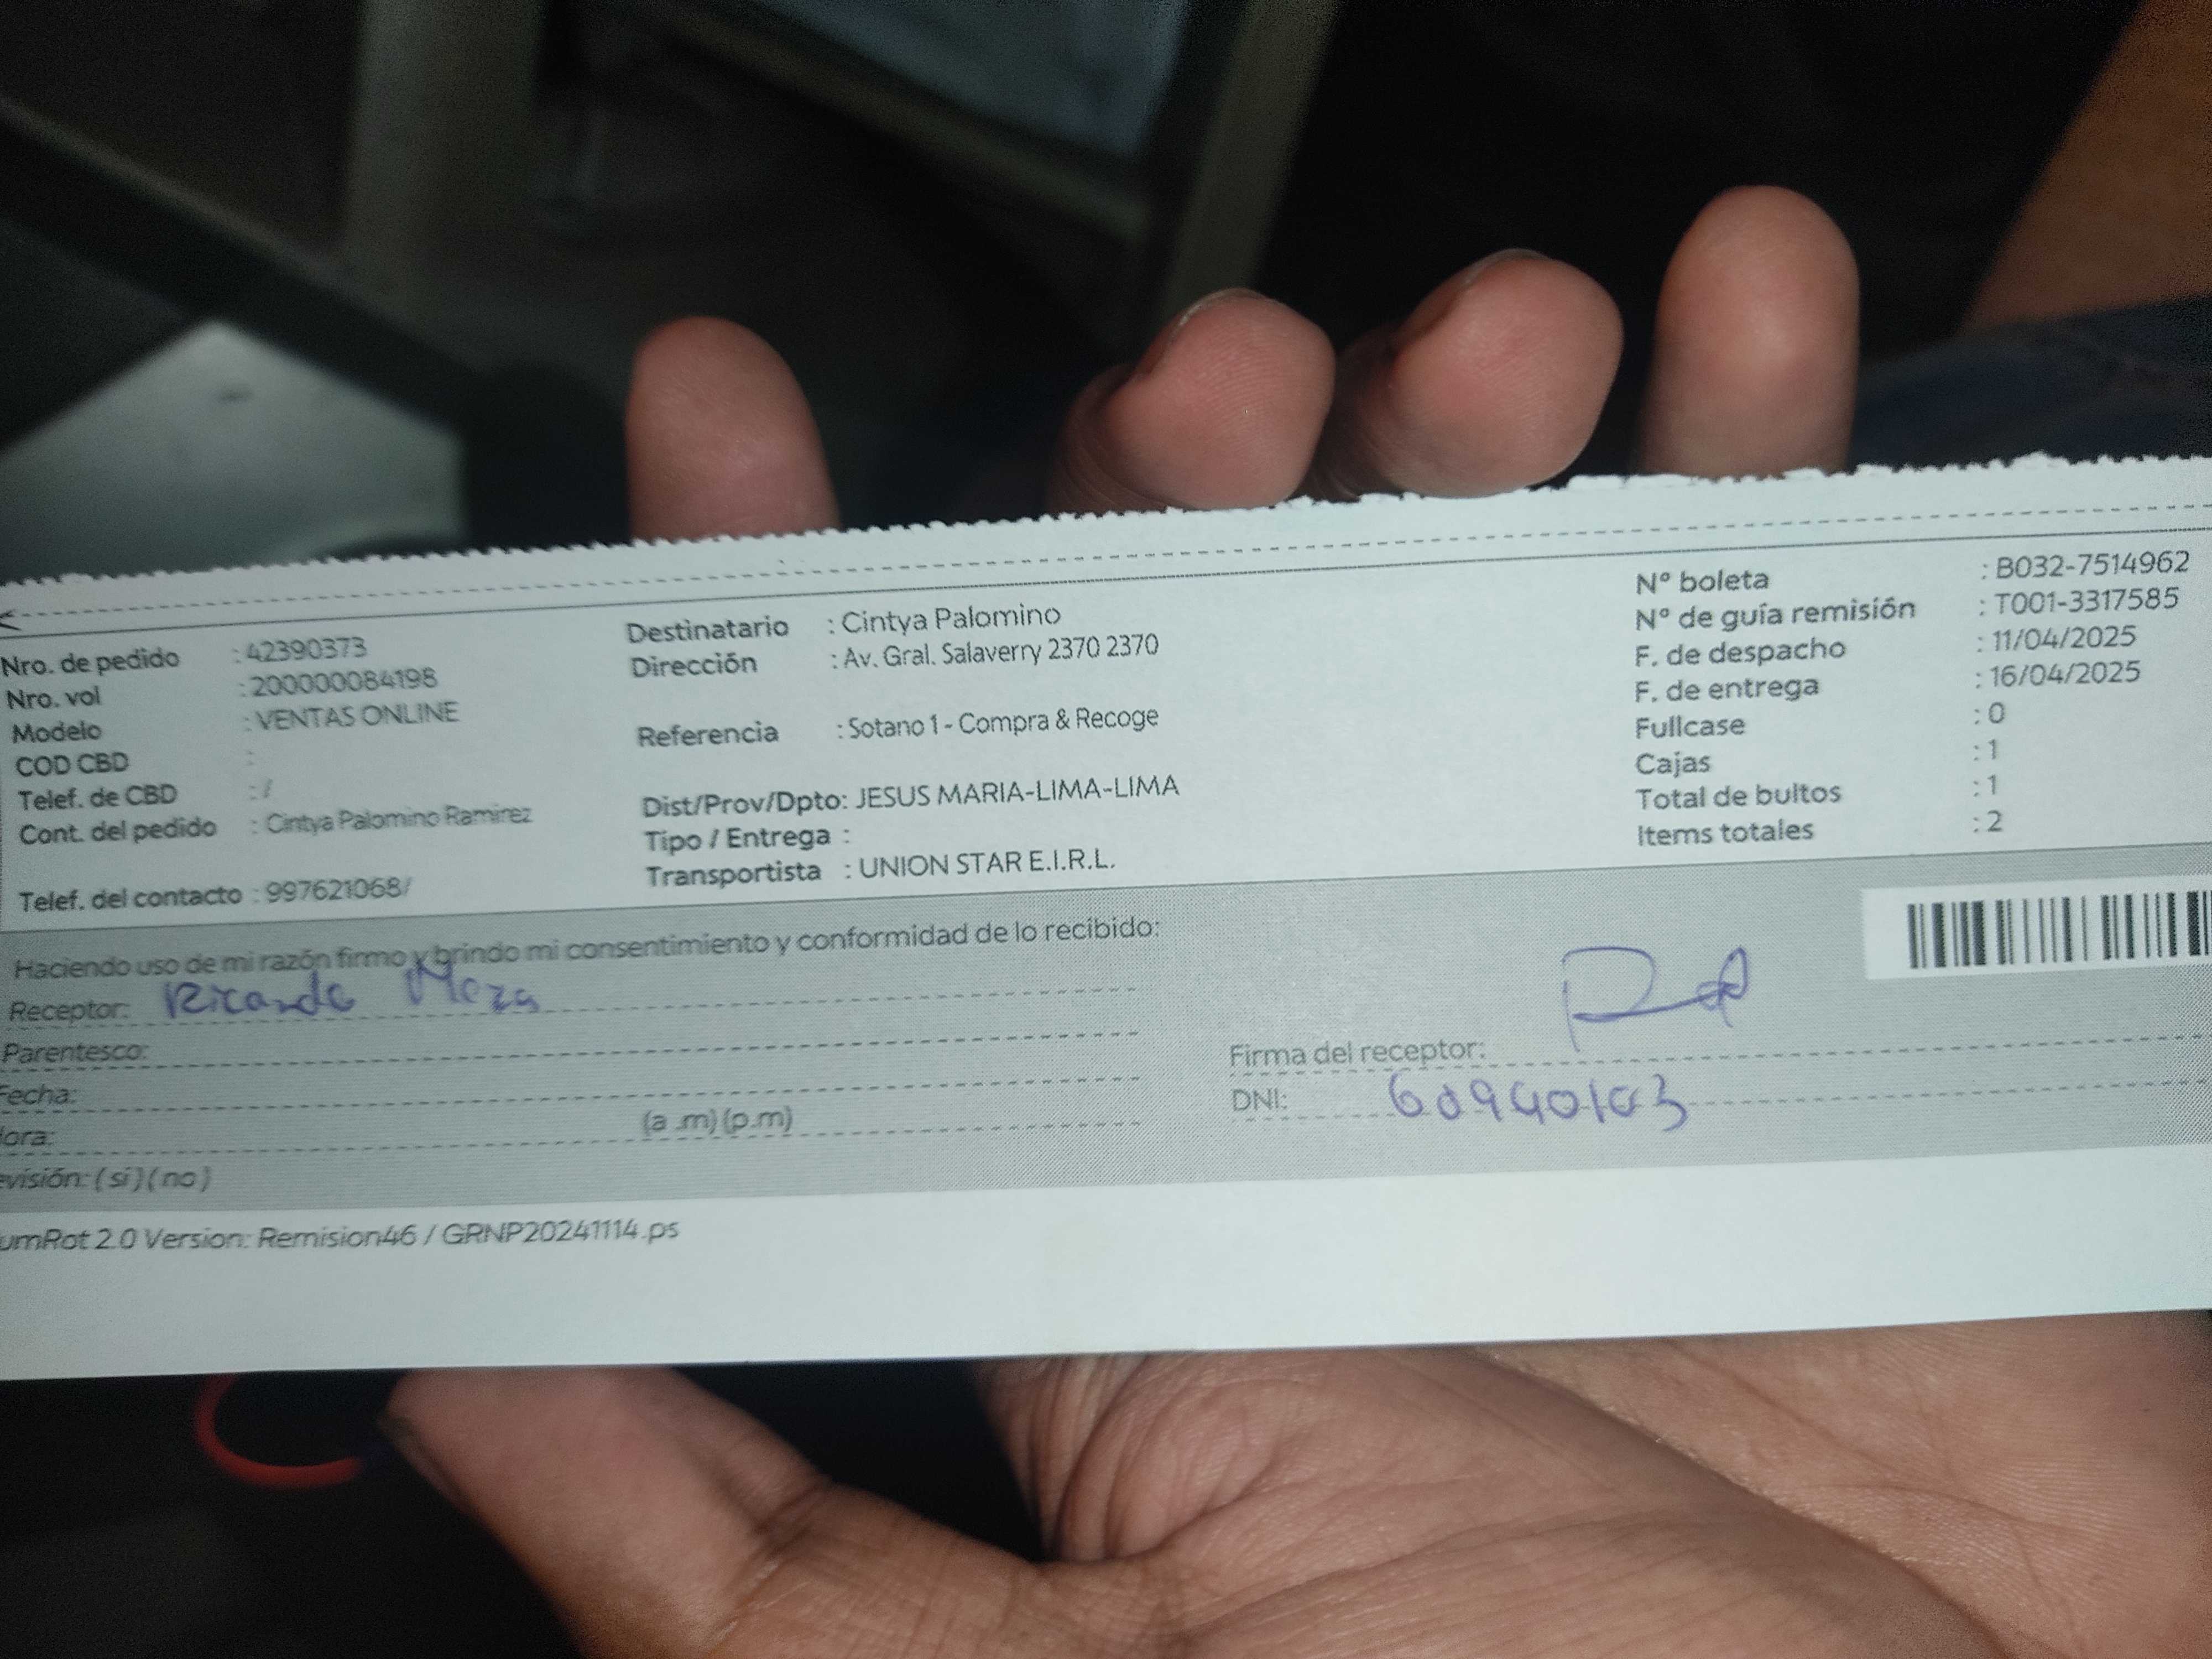 Nro. de pedido : 42390373
Nro. vol : 200000084198
Modelo : VENTAS ONLINE
COD CBD :
Telef. de CBD : /
Cont. del pedido : Cintya Palomino Ramirez
Telef. del contacto : 997621068/
Destinatario : Cintya Palomino
Dirección : Av. Gral. Salaverry 2370 2370
Referencia : Sotano 1 - Compra & Recoge
Dist/Prov/Dpto: JESUS MARIA-LIMA-LIMA
Tipo / Entrega :
Transportista : UNION STAR E.I.R.L.
N° boleta : B032-7514962
N° de guía remisión : T001-3317585
F. de despacho : 11/04/2025
F. de entrega : 16/04/2025
Fullcase : 0
Cajas : 1
Total de bultos : 1
Items totales : 2
Haciendo uso de mi razón firmo y brindo mi consentimiento y conformidad de lo recibido:
Receptor: Ricardo Meza
Parentesco:
Fecha:
ora:
(a .m) (p.m)
evisión: (si) (no)
Firma del receptor:
DNI:
umRot 2.0 Version: Remision46 / GRNP20241114.ps